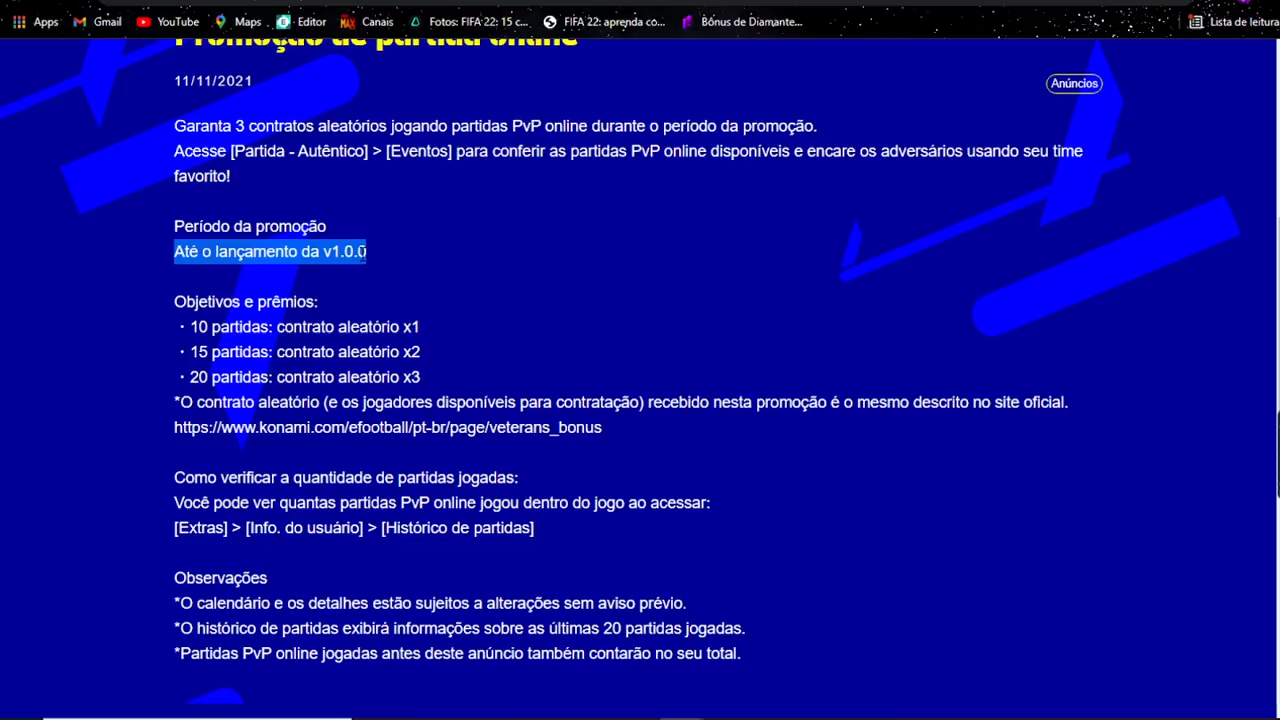 Apps Gmail YouTube Maps Editor Canais Fotos: FIFA 22: 15 c... FIFA 22: aprenda co... Bônus de Diamante... Lista de leitura
Promoção de partida online
11/11/2021
Anúncios
Garanta 3 contratos aleatórios jogando partidas PvP online durante o período da promoção.
Acesse [Partida - Autêntico] > [Eventos] para conferir as partidas PvP online disponíveis e encare os adversários usando seu time
favorito!
Período da promoção
Até o lançamento da v1.0.0
Objetivos e prêmios:
・10 partidas: contrato aleatório x1
・15 partidas: contrato aleatório x2
・20 partidas: contrato aleatório x3
*O contrato aleatório (e os jogadores disponíveis para contratação) recebido nesta promoção é o mesmo descrito no site oficial.
https://www.konami.com/efootball/pt-br/page/veterans_bonus
Como verificar a quantidade de partidas jogadas:
Você pode ver quantas partidas PvP online jogou dentro do jogo ao acessar:
[Extras] > [Info. do usuário] > [Histórico de partidas]
Observações
*O calendário e os detalhes estão sujeitos a alterações sem aviso prévio.
*O histórico de partidas exibirá informações sobre as últimas 20 partidas jogadas.
*Partidas PvP online jogadas antes deste anúncio também contarão no seu total.